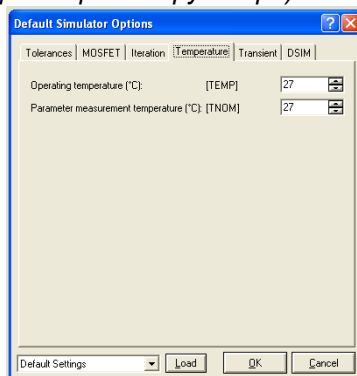 Default Simulator Options
Tolerances MOSFET Iteration Temperature Transient DSIM
Operating temperature (°C): [TEMP] 27
Parameter measurement temperature (°C): [TNOM] 27
Default Settings Load OK Cancel